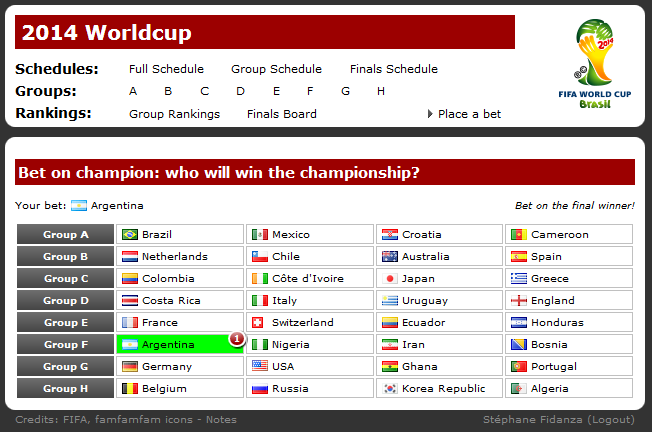 2014 Worldcup
2014
FIFA WORLD CUP
Brasil
Schedules: Full Schedule Group Schedule Finals Schedule
Groups: A B C D E F G H
Rankings: Group Rankings Finals Board Place a bet
Bet on champion: who will win the championship?
Your bet: Argentina Bet on the final winner!
Group A Brazil Mexico Croatia Cameroon
Group B Netherlands Chile Australia Spain
Group C Colombia Côte d'Ivoire Japan Greece
Group D Costa Rica Italy Uruguay England
Group E France Switzerland Ecuador Honduras
Group F Argentina 1 Nigeria Iran Bosnia
Group G Germany USA Ghana Portugal
Group H Belgium Russia Korea Republic Algeria
Credits: FIFA, famfamfam icons - Notes Stéphane Fidanza (Logout)